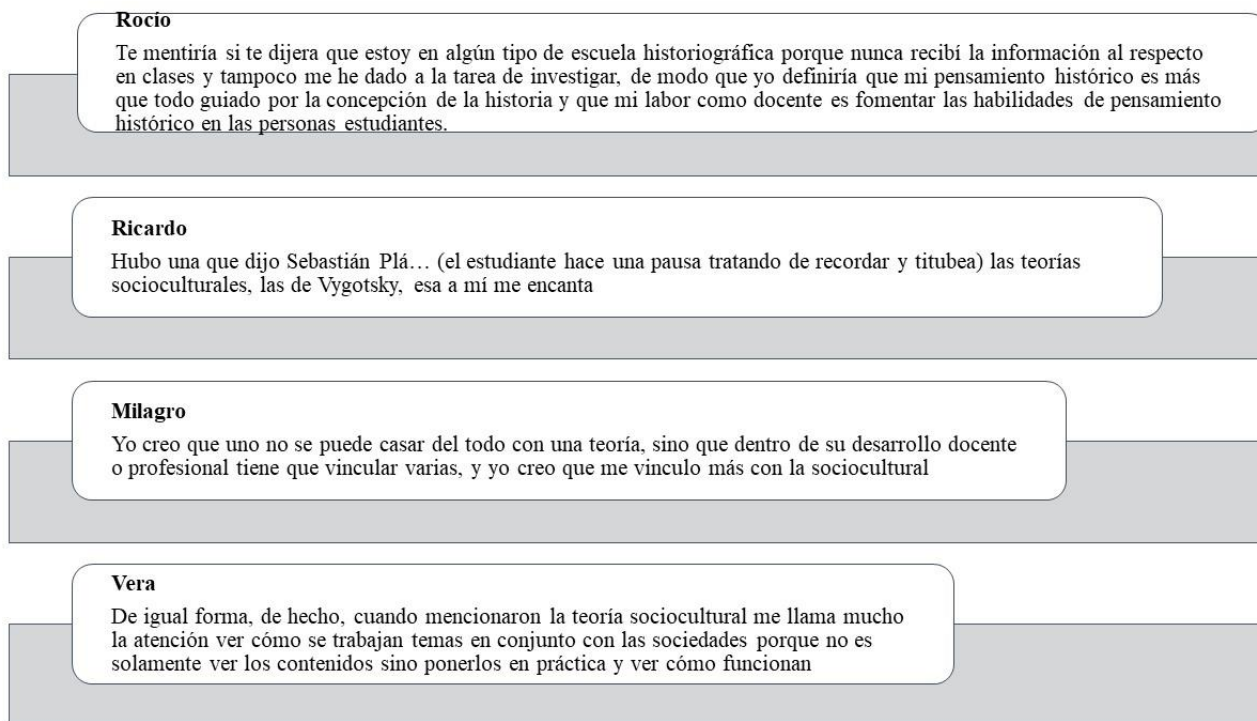 Rocío
Te mentiría si te dijera que estoy en algún tipo de escuela historiográfica porque nunca recibí la información al respecto
en clases y tampoco me he dado a la tarea de investigar, de modo que yo definiría que mi pensamiento histórico es más
que todo guiado por la concepción de la historia y que mi labor como docente es fomentar las habilidades de pensamiento
histórico en las personas estudiantes.
Ricardo
Hubo una que dijo Sebastián Plá… (el estudiante hace una pausa tratando de recordar y titubea) las teorías
socioculturales, las de Vygotsky, esa a mí me encanta
Milagro
Yo creo que uno no se puede casar del todo con una teoría, sino que dentro de su desarrollo docente
o profesional tiene que vincular varias, y yo creo que me vinculo más con la sociocultural
Vera
De igual forma, de hecho, cuando mencionaron la teoría sociocultural me llama mucho
la atención ver cómo se trabajan temas en conjunto con las sociedades porque no es
solamente ver los contenidos sino ponerlos en práctica y ver cómo funcionan